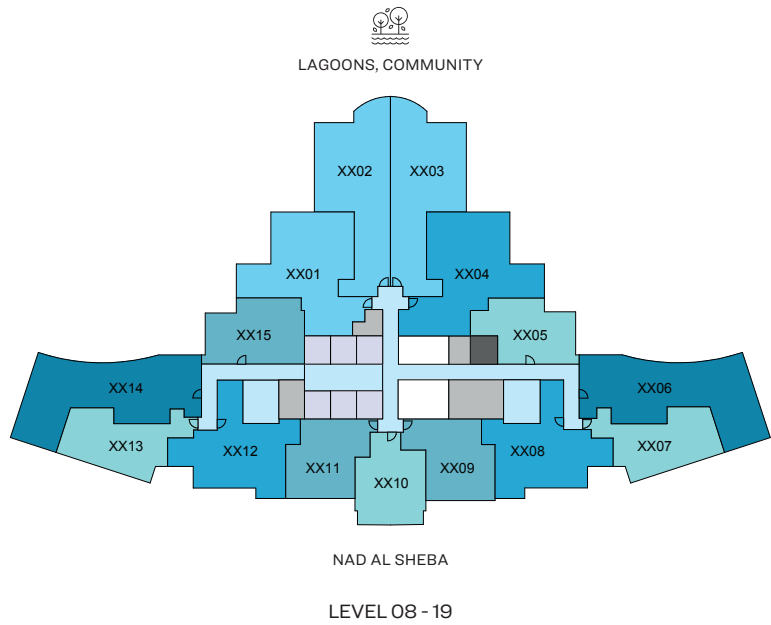 LAGOONS, COMMUNITY
XX02
XX03
XX01
XX04
XX15
XX05
XX14
XX06
XX13
XX12
XX08
XX07
XX11
XX09
XX10
NAD AL SHEBA
LEVEL 08 - 19